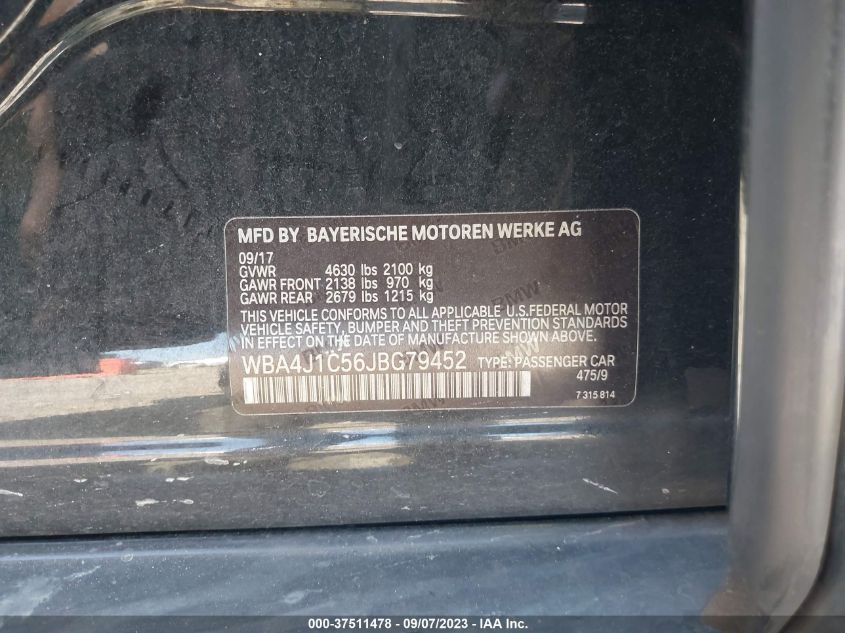 MFD BY BAYERISCHE MOTOREN WERKE AG
09/17
GVWR 4630 lbs 2100 kg
GAWR FRONT 2138 lbs 970 kg
GAWR REAR 2679 lbs 1215 kg
THIS VEHICLE CONFORMS TO ALL APPLICABLE U.S.FEDERAL MOTOR
VEHICLE SAFETY, BUMPER AND THEFT PREVENTION STANDARDS
IN EFFECT ON THE DATE OF MANUFACTURE SHOWN ABOVE.
WBA4J1C56JBG79452 TYPE: PASSENGER CAR
475/9
7 315 814
BMW
000-37511478 - 09/07/2023 - IAA Inc.